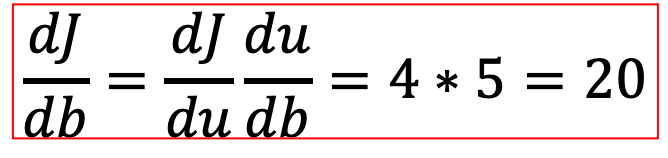 dJ/db = dJ/du du/db = 4 * 5 = 20